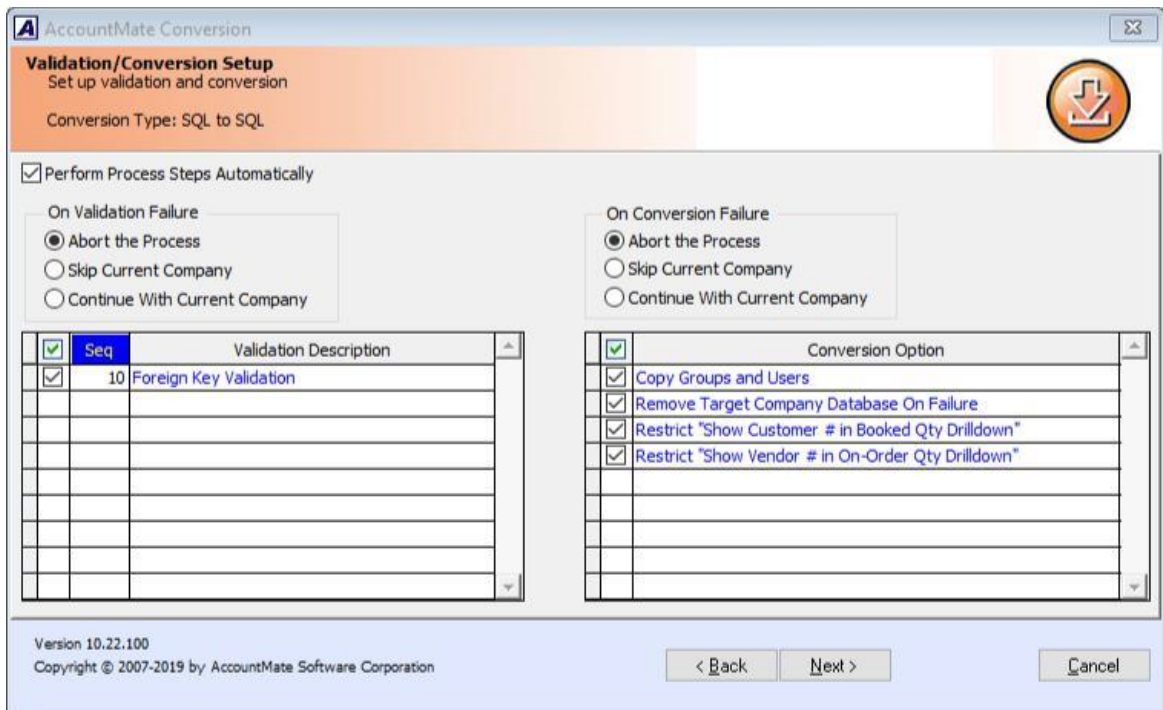 AccountMate Conversion
Validation/Conversion Setup
Set up validation and conversion
Conversion Type: SQL to SQL
Perform Process Steps Automatically
On Validation Failure
Abort the Process
Skip Current Company
Continue With Current Company
On Conversion Failure
Abort the Process
Skip Current Company
Continue With Current Company
Seq Validation Description
10 Foreign Key Validation
Conversion Option
Copy Groups and Users
Remove Target Company Database On Failure
Restrict "Show Customer # in Booked Qty Drilldown"
Restrict "Show Vendor # in On-Order Qty Drilldown"
Version 10.22.100
Copyright © 2007-2019 by AccountMate Software Corporation
< Back Next > Cancel